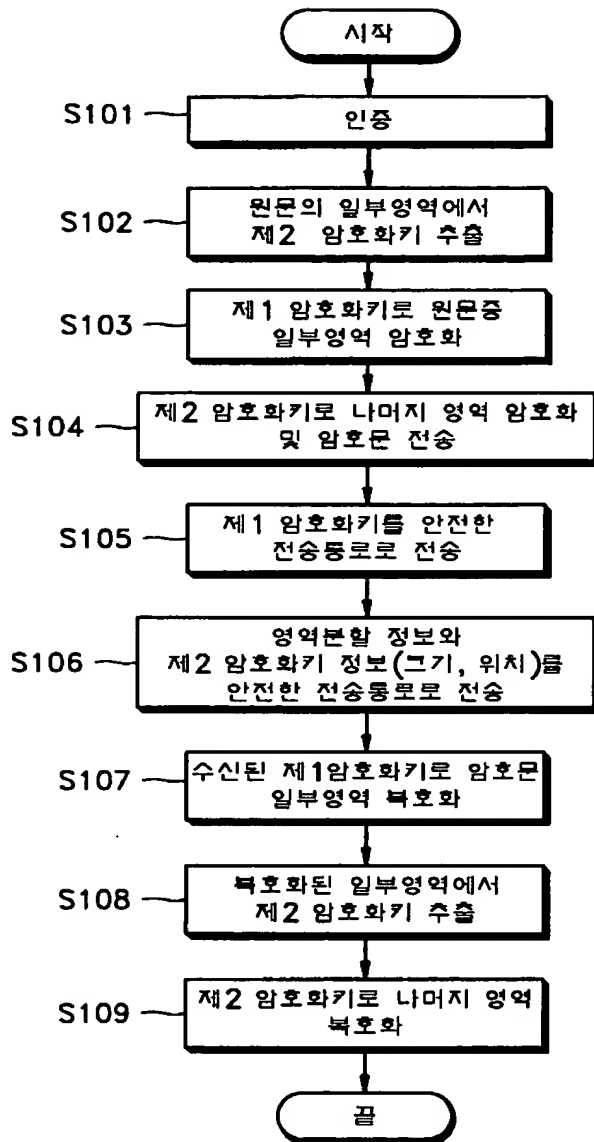 시작
S101
인증
S102
원문의 일부영역에서
제2 암호화키 추출
S103
제1 암호화키로 원문중
일부영역 암호화
S104
제2 암호화키로 나머지 영역 암호화
및 암호문 전송
S105
제1 암호화키를 안전한
전송통로로 전송
S106
영역분할 정보와
제2 암호화키 정보(크기, 위치)를
안전한 전송통로로 전송
S107
수신된 제1암호화키로 암호문
일부영역 복호화
S108
복호화된 일부영역에서
제2 암호화키 추출
S109
제2 암호화키로 나머지 영역
복호화
끝